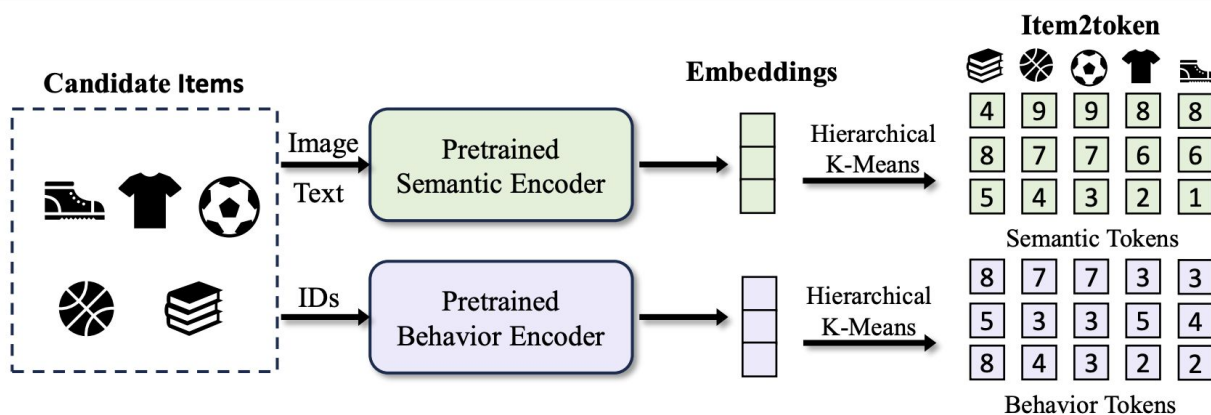 Candidate Items
Image
Text
IDs
Pretrained
Semantic Encoder
Pretrained
Behavior Encoder
Embeddings
Hierarchical
K-Means
Hierarchical
K-Means
Item2token
4 9 9 8 8
8 7 7 6 6
5 4 3 2 1
Semantic Tokens
8 7 7 3 3
5 3 3 5 4
8 4 3 2 2
Behavior Tokens